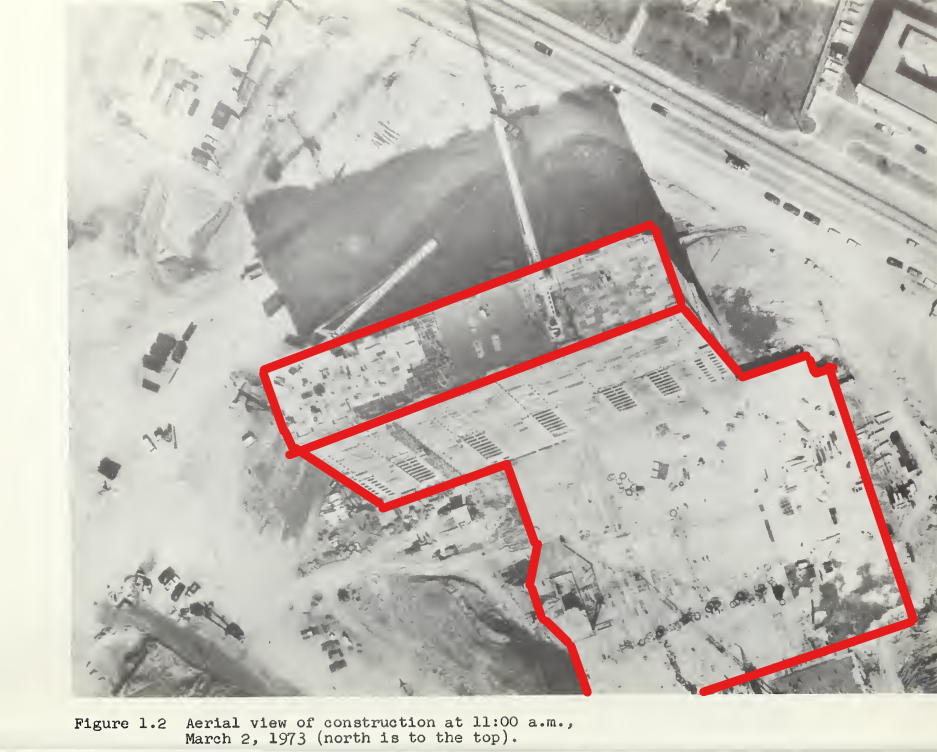 Figure 1.2 Aerial view of construction at 11:00 a.m.,
March 2, 1973 (north is to the top).